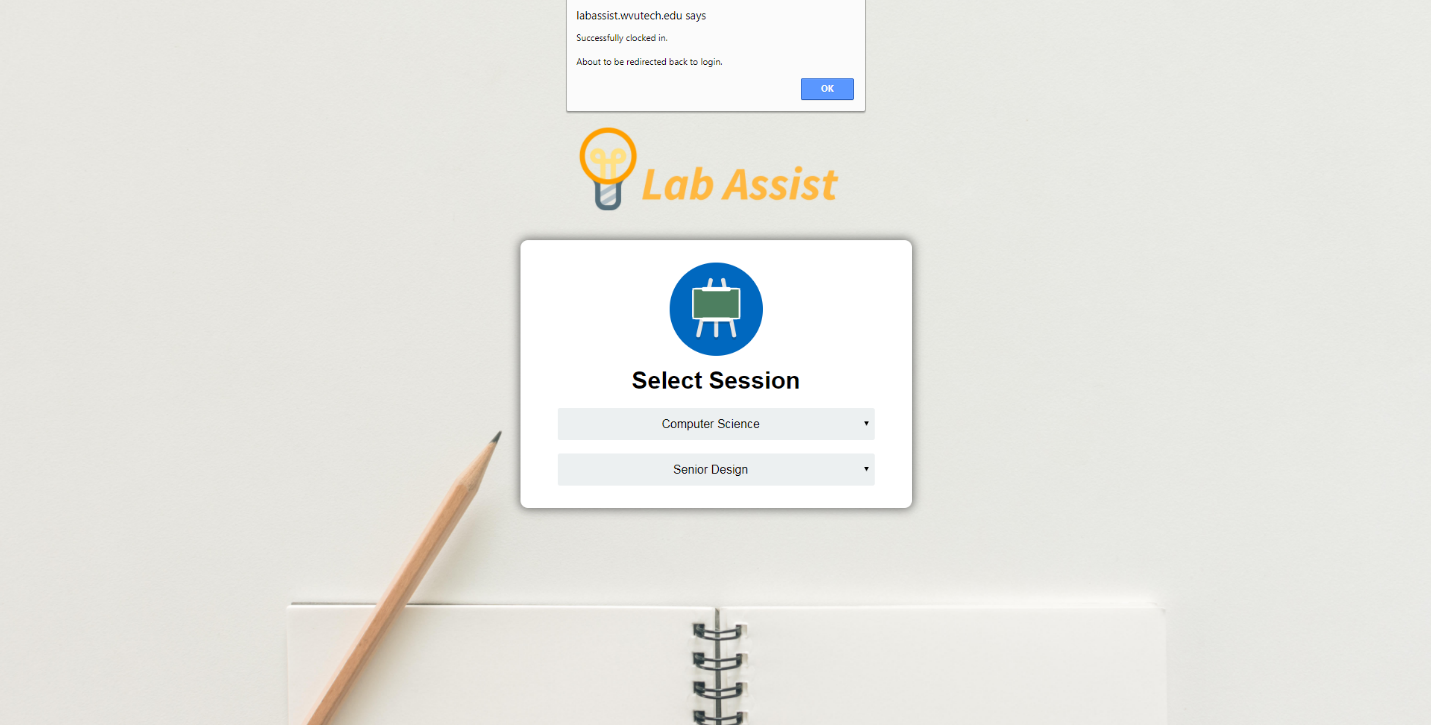 labassist.wvutech.edu says
Successfully clocked in.
About to be redirected back to login.
OK
Lab Assist
Select Session
Computer Science
Senior Design